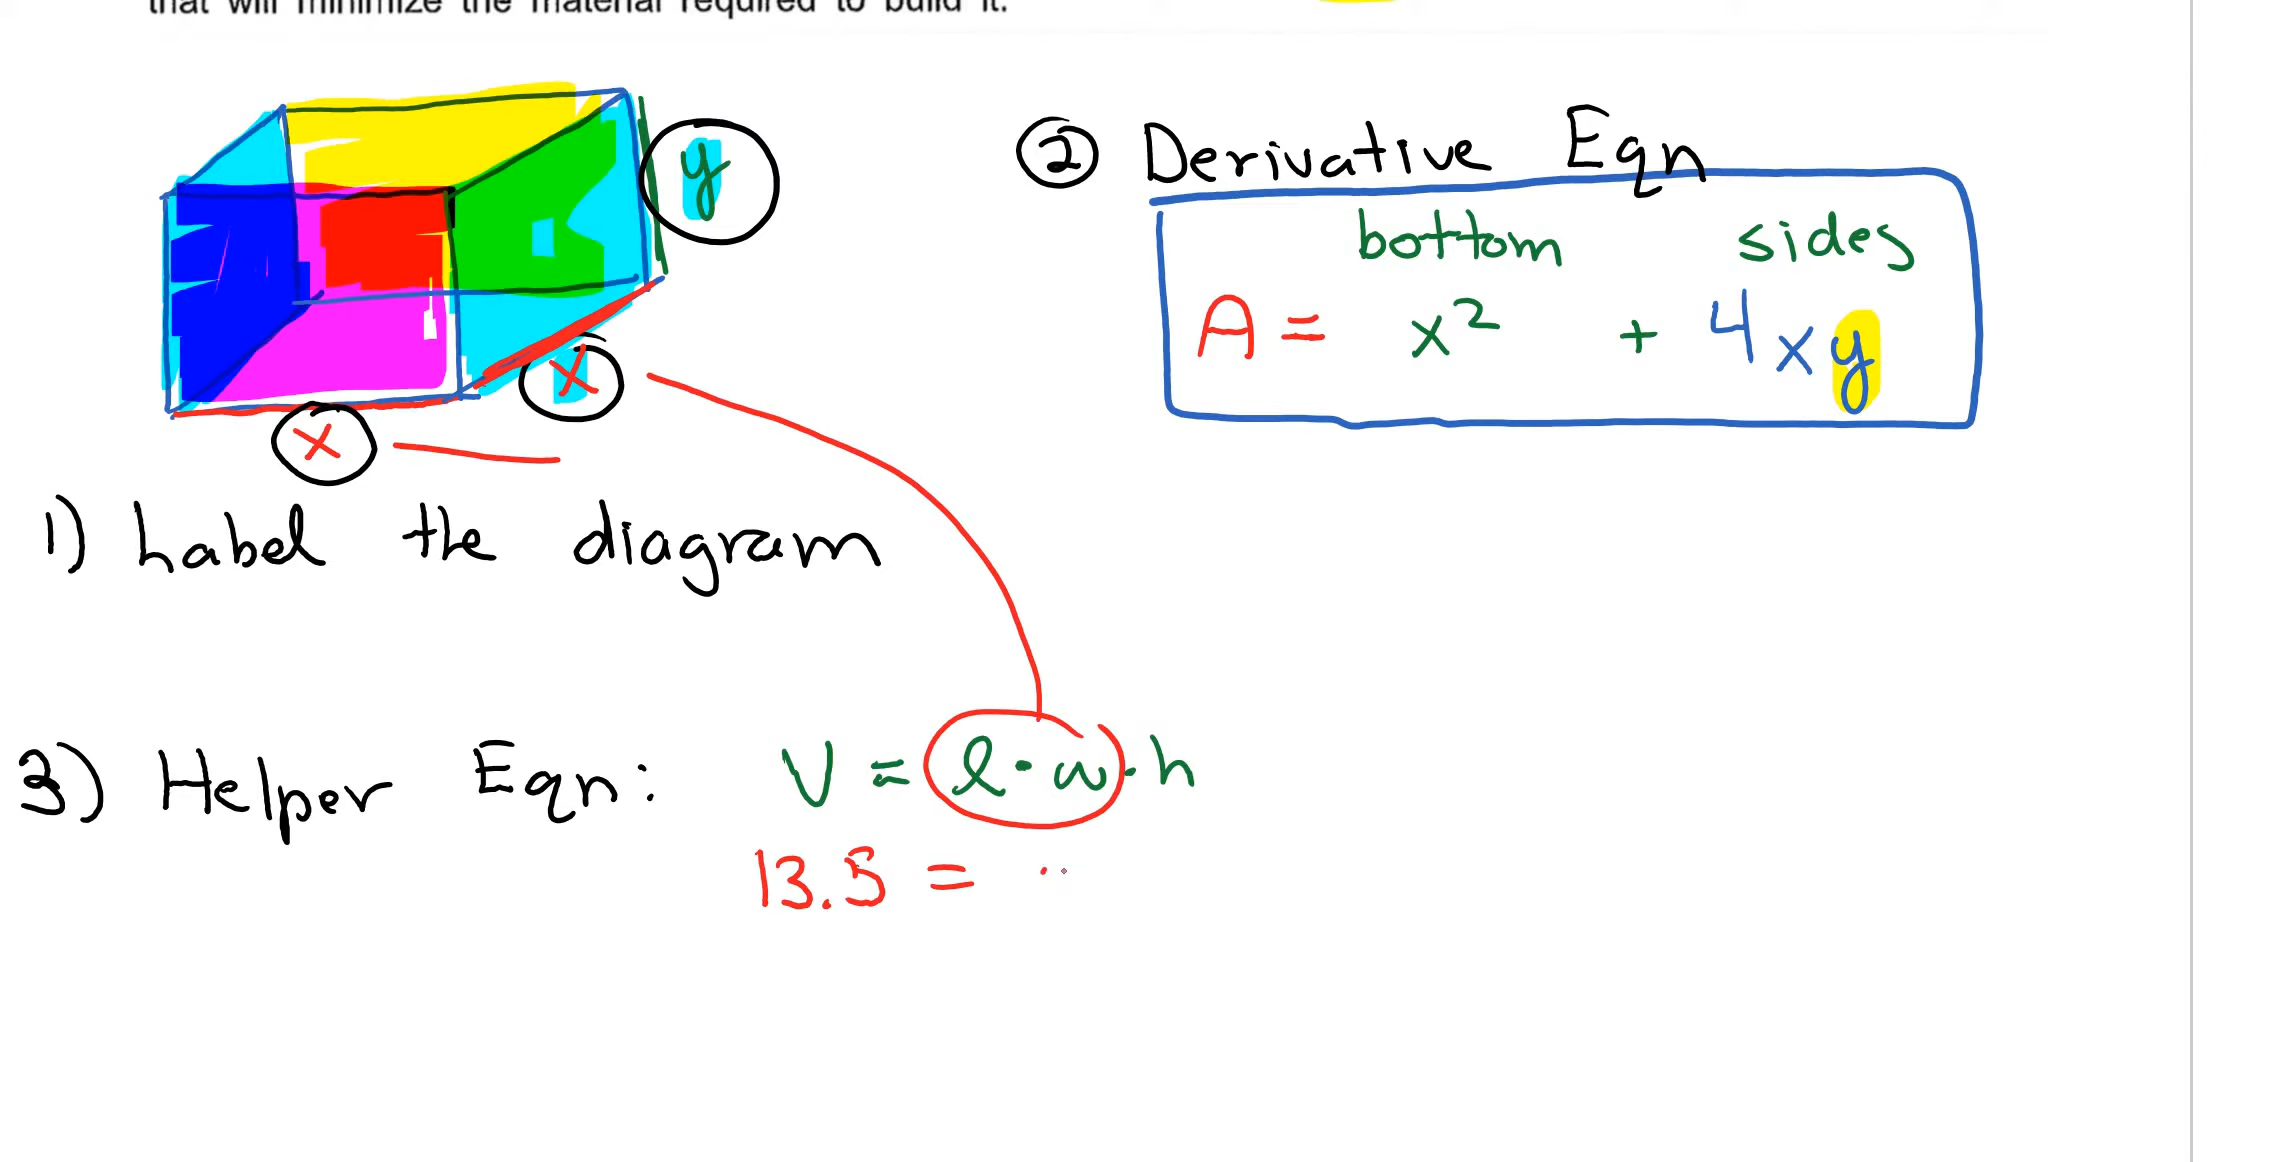 that will minimize the material required to build it.
② Derivative Eqn
bottom sides
A = x² + 4xy
y
x
x
1) Label the diagram
3) Helper Eqn: V = l · w · h
13.5 = ..